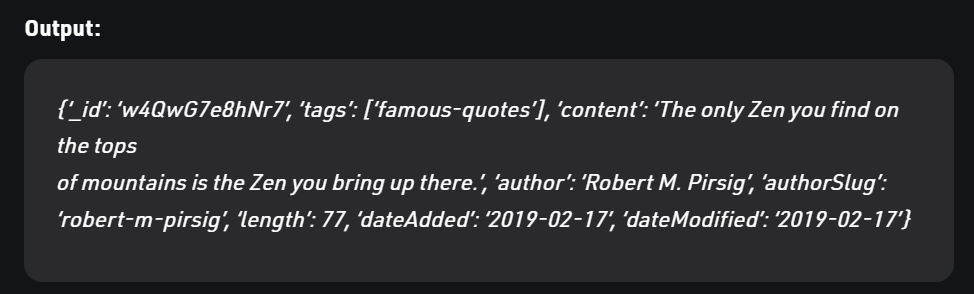 Output:
{‘_id’: ‘w4QwG7e8hNr7’, ‘tags’: [‘famous-quotes’], ‘content’: ‘The only Zen you find on
the tops
of mountains is the Zen you bring up there.’, ‘author’: ‘Robert M. Pirsig’, ‘authorSlug’:
‘robert-m-pirsig’, ‘length’: 77, ‘dateAdded’: ‘2019-02-17’, ‘dateModified’: ‘2019-02-17’}